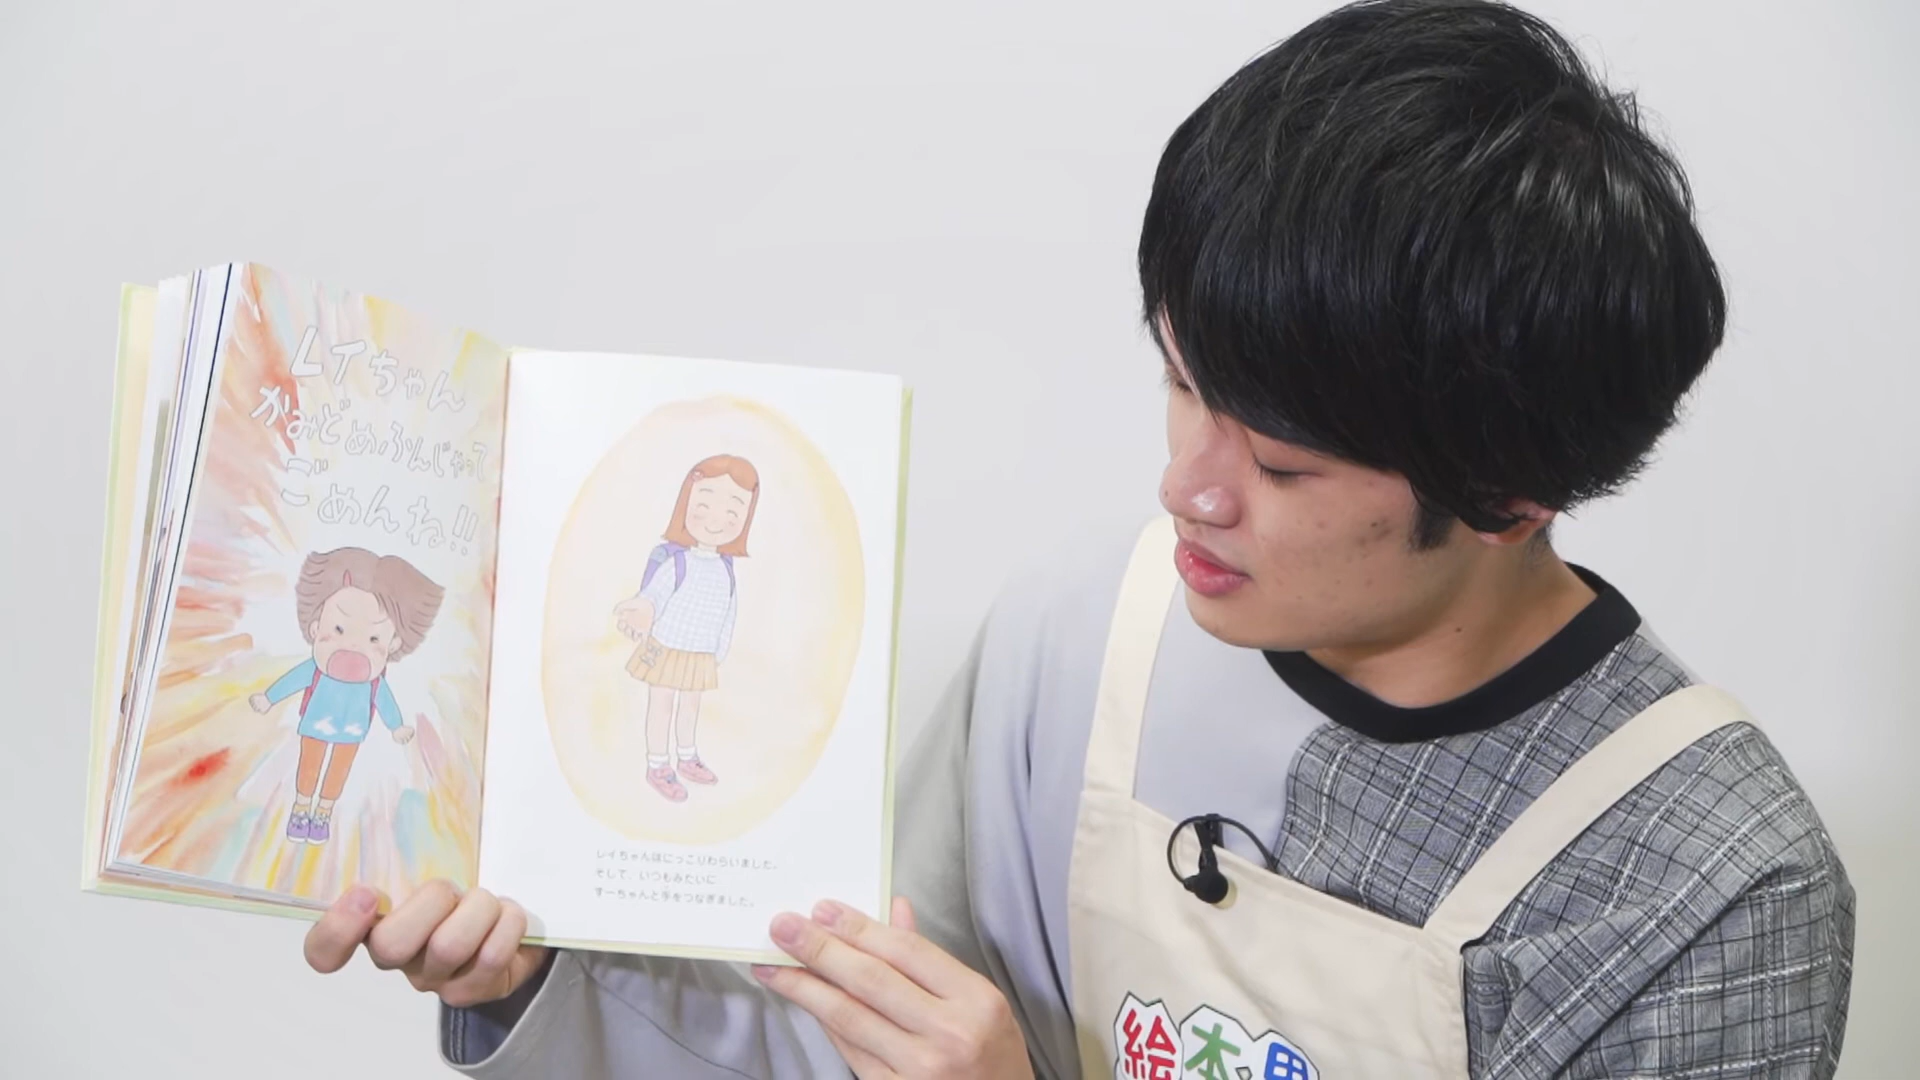 レイちゃん
かみどめふんじゃって
ごめんね!!
レイちゃんはにっこりわらいました。
そして、いつもみたいに
すーちゃんと手をつなぎました。
絵本